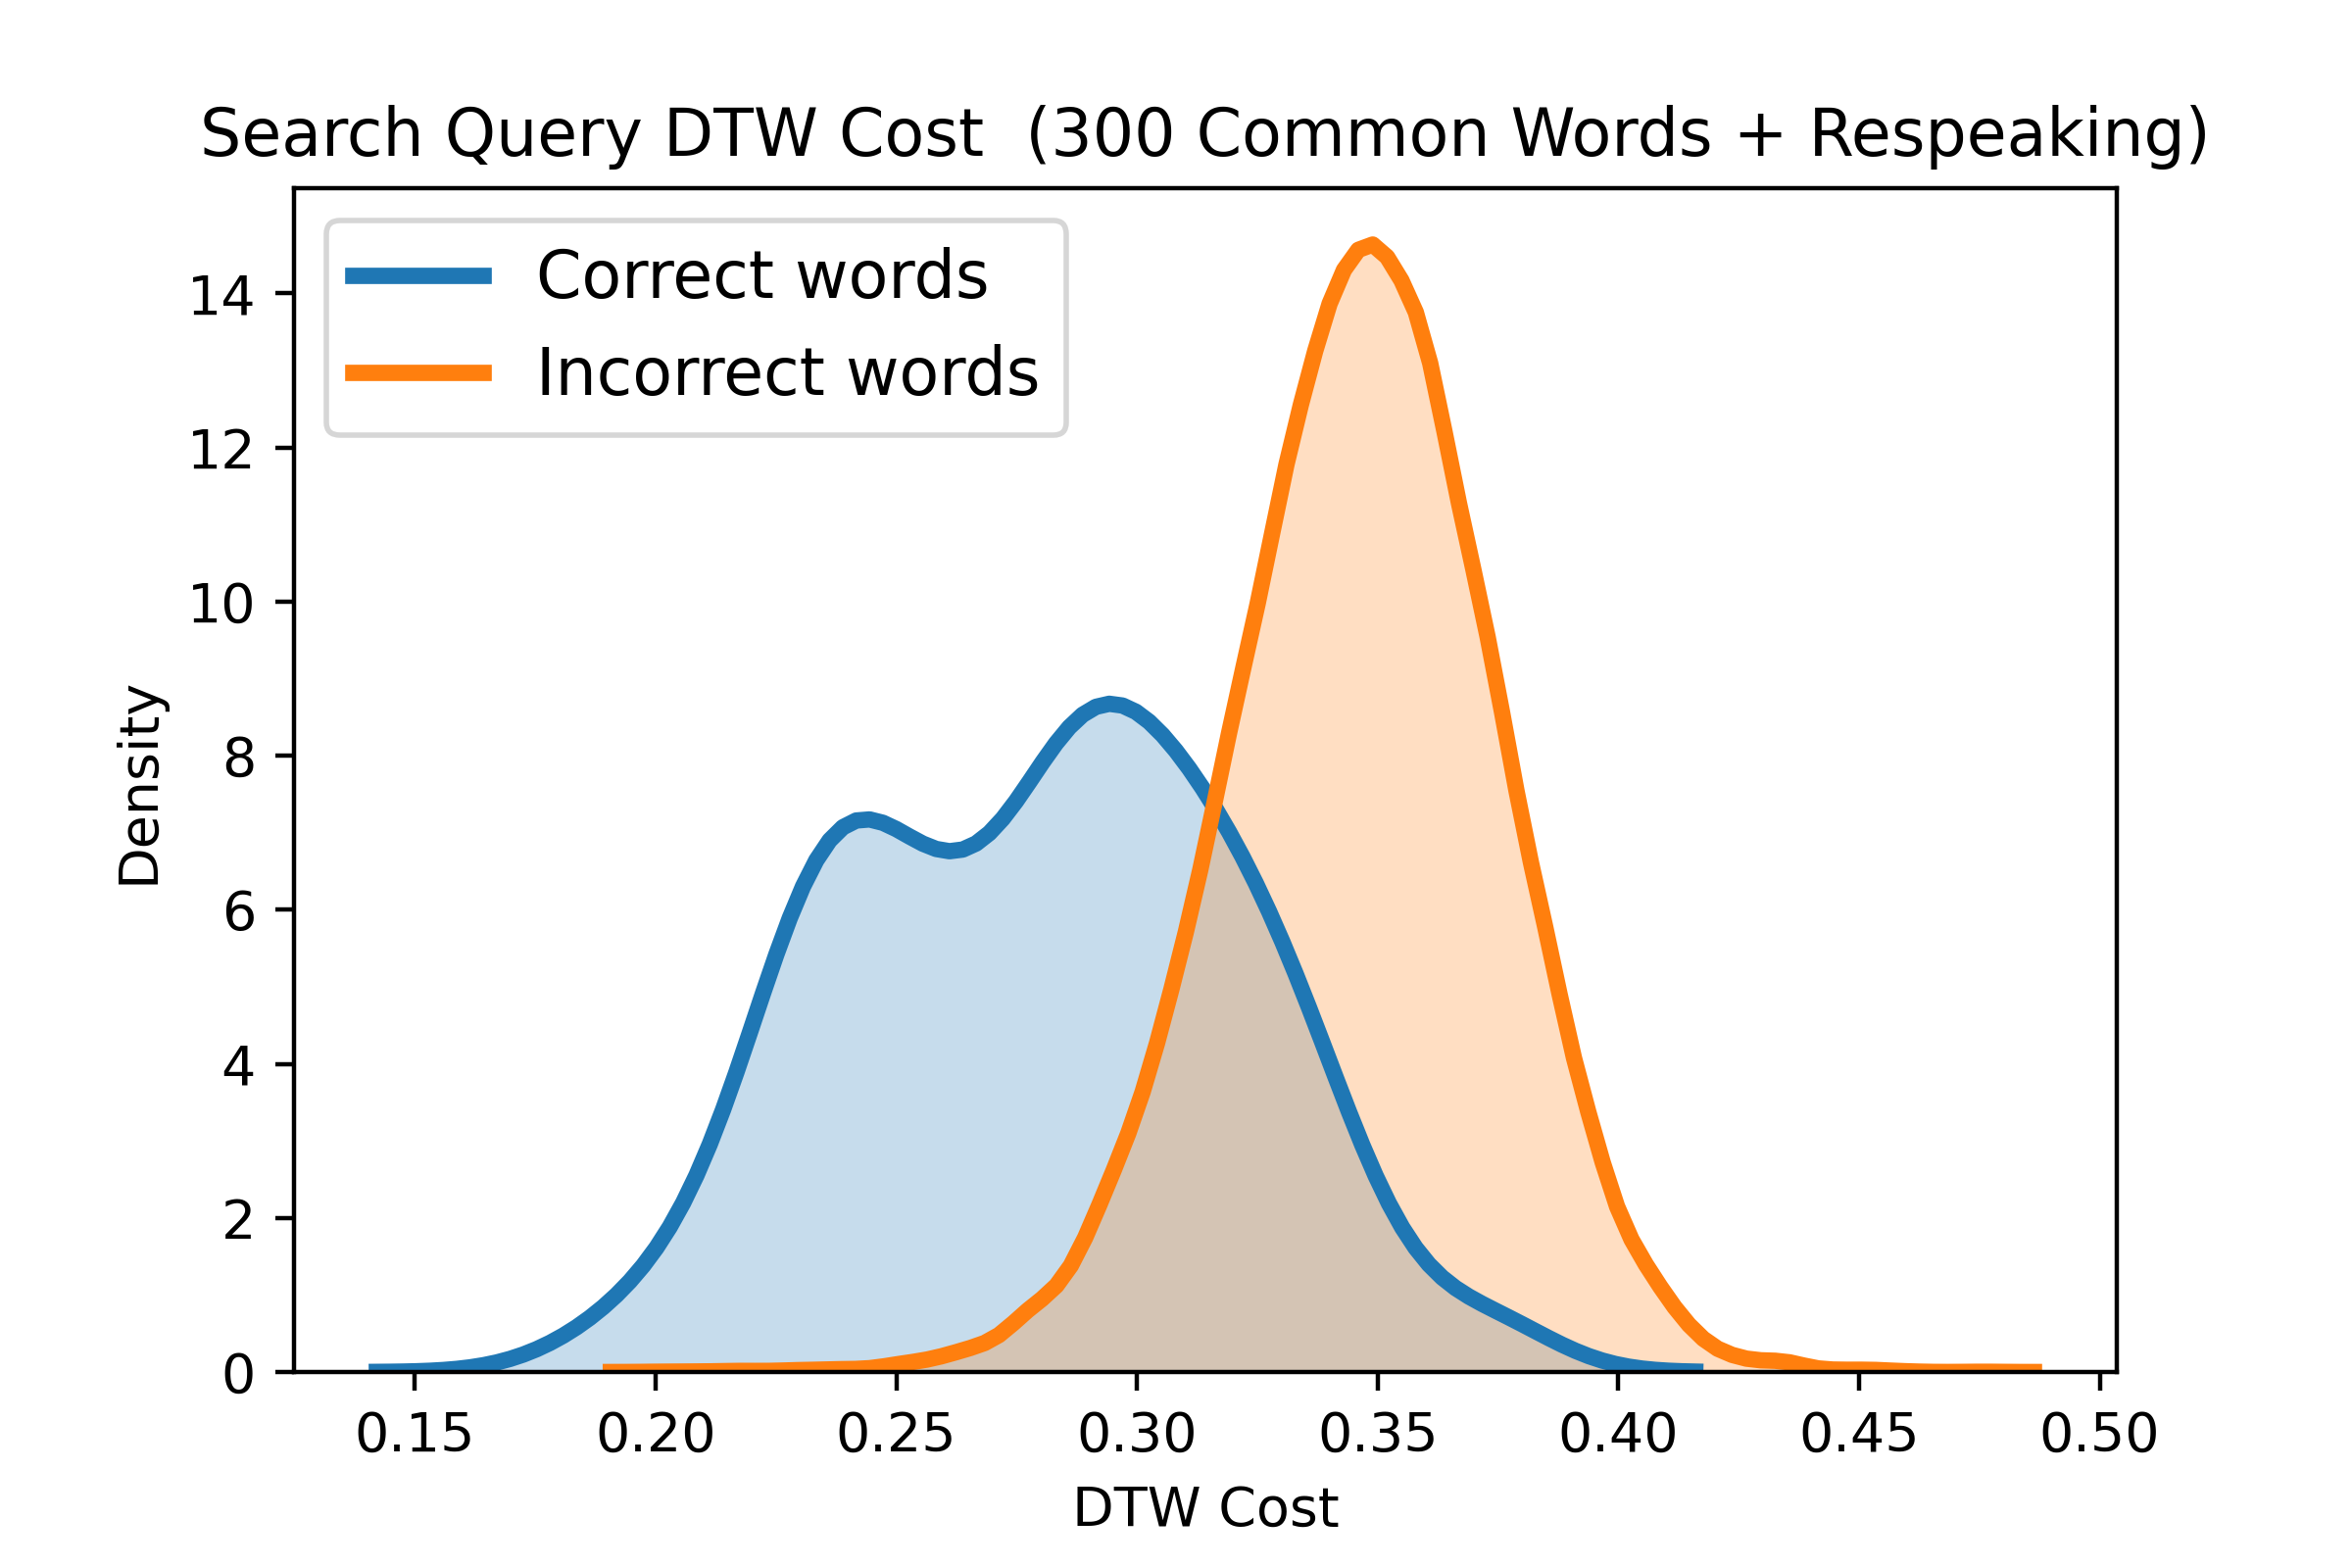 Search Query DTW Cost  (300 Common Words + Respeaking)
Correct words
Incorrect words
14
12
10
8
6
4
2
0
Density
0.15 0.20 0.25 0.30 0.35 0.40 0.45 0.50
DTW Cost